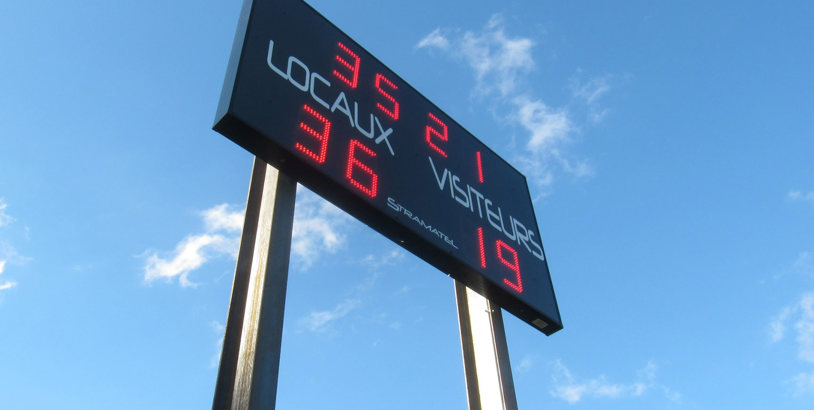 35 21
LOCAUX VISITEURS
36 19
STRAMATEL